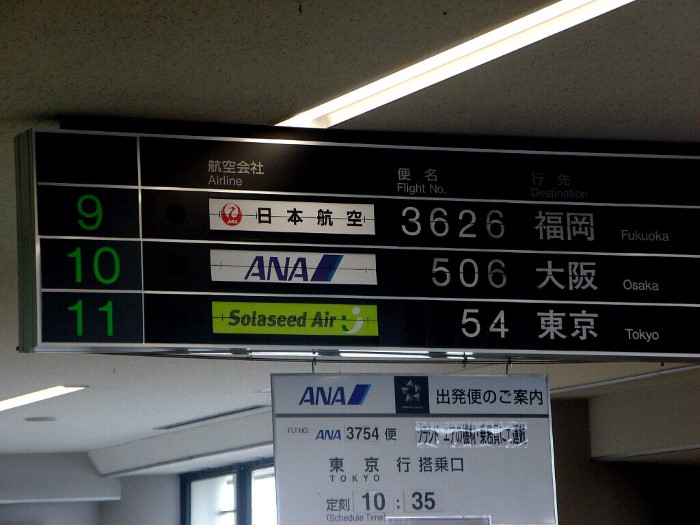 航空会社 便名 行先
Airline Flight No. Destination
9 JAL 日本航空 3626 福岡 Fukuoka
10 ANA 506 大阪 Osaka
11 Solaseed Air 54 東京 Tokyo
ANA 出発便のご案内
FLT NO. ANA 3754 便
東京行 搭乗口
TOKYO
定刻 10:35
(Schedule Time)